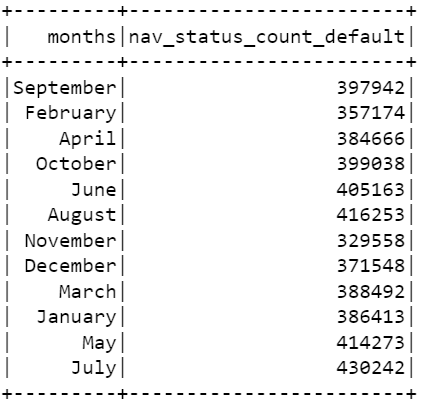 +---------+------------------------+
|   months|nav_status_count_default|
+---------+------------------------+
|September|                  397942|
| February|                  357174|
|    April|                  384666|
|  October|                  399038|
|     June|                  405163|
|   August|                  416253|
| November|                  329558|
| December|                  371548|
|    March|                  388492|
|  January|                  386413|
|      May|                  414273|
|     July|                  430242|
+---------+------------------------+